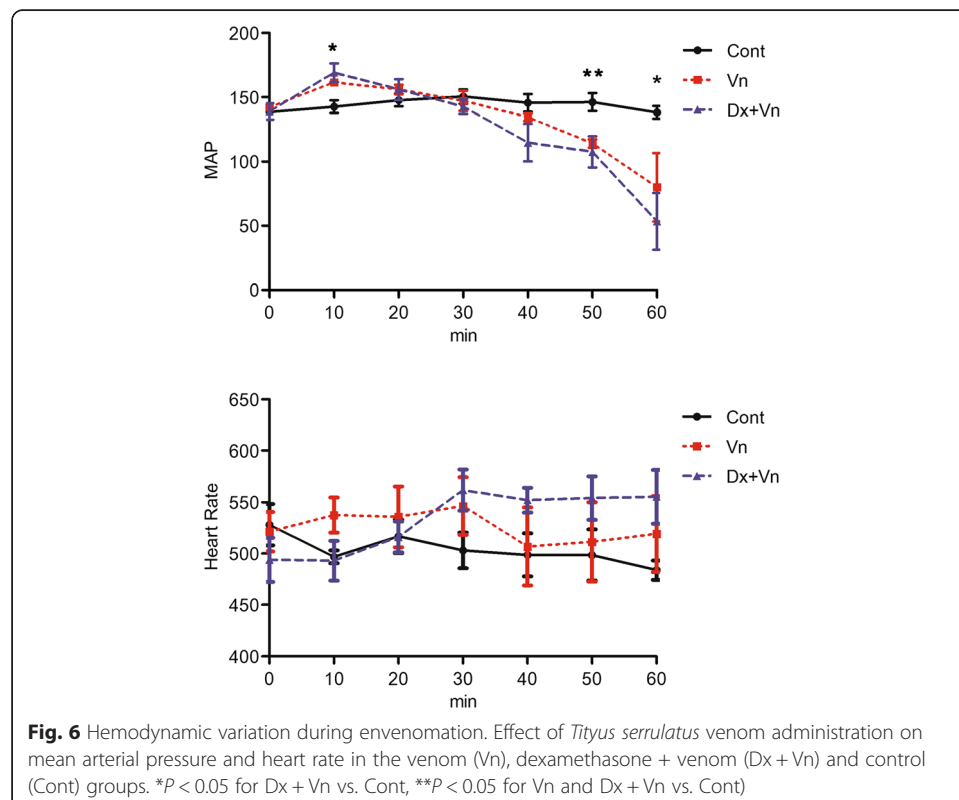 200
150
100
50
0
MAP
*
**
*
Cont
Vn
Dx+Vn
0 10 20 30 40 50 60
min
650
600
550
500
450
400
Heart Rate
Cont
Vn
Dx+Vn
0 10 20 30 40 50 60
min
Fig. 6 Hemodynamic variation during envenomation. Effect of Tityus serrulatus venom administration on
mean arterial pressure and heart rate in the venom (Vn), dexamethasone + venom (Dx + Vn) and control
(Cont) groups. *P < 0.05 for Dx + Vn vs. Cont, **P < 0.05 for Vn and Dx + Vn vs. Cont)